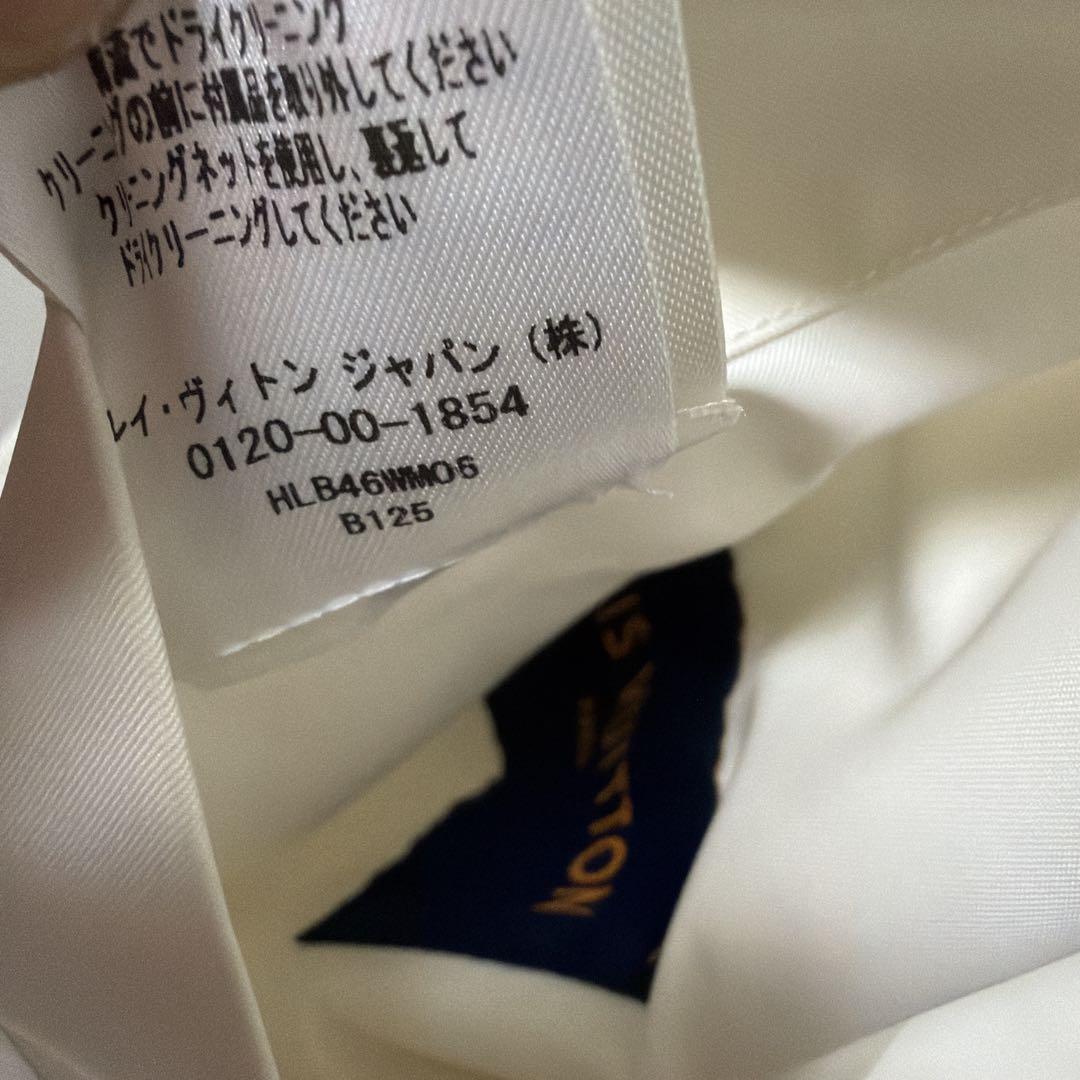 でドライクリーニング
クリーニングの前に付属品を取り外してください
クリーニングネットを使用し、裏返して
ドライクリーニングしてください
レイ・ヴィトン ジャパン（株）
0120-00-1854
HLB46WM06
B125
IS VUITTON